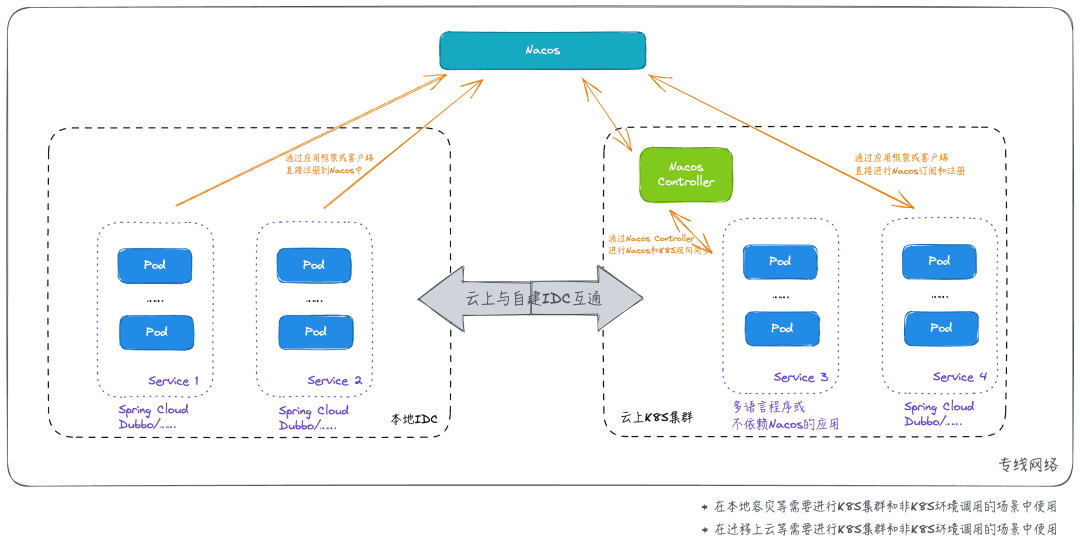 Nacos
通过应用框架或客户端
直接注册到Nacos中
Nacos
Controller
通过应用框架或客户端
直接进行Nacos订阅和注册
通过Nacos Controller
进行Nacos和K8S双向同步
Pod
......
Pod
Service 1
Spring Cloud
Dubbo/......
Pod
......
Pod
Service 2
Spring Cloud
Dubbo/......
本地IDC
云上与自建IDC互通
Pod
......
Pod
Service 3
多语言程序或
不依赖Nacos的应用
Pod
......
Pod
Service 4
Spring Cloud
Dubbo/......
云上K8S集群
专线网络
* 在本地容灾等需要进行K8S集群和非K8S环境调用的场景中使用
* 在迁移上云等需要进行K8S集群和非K8S环境调用的场景中使用